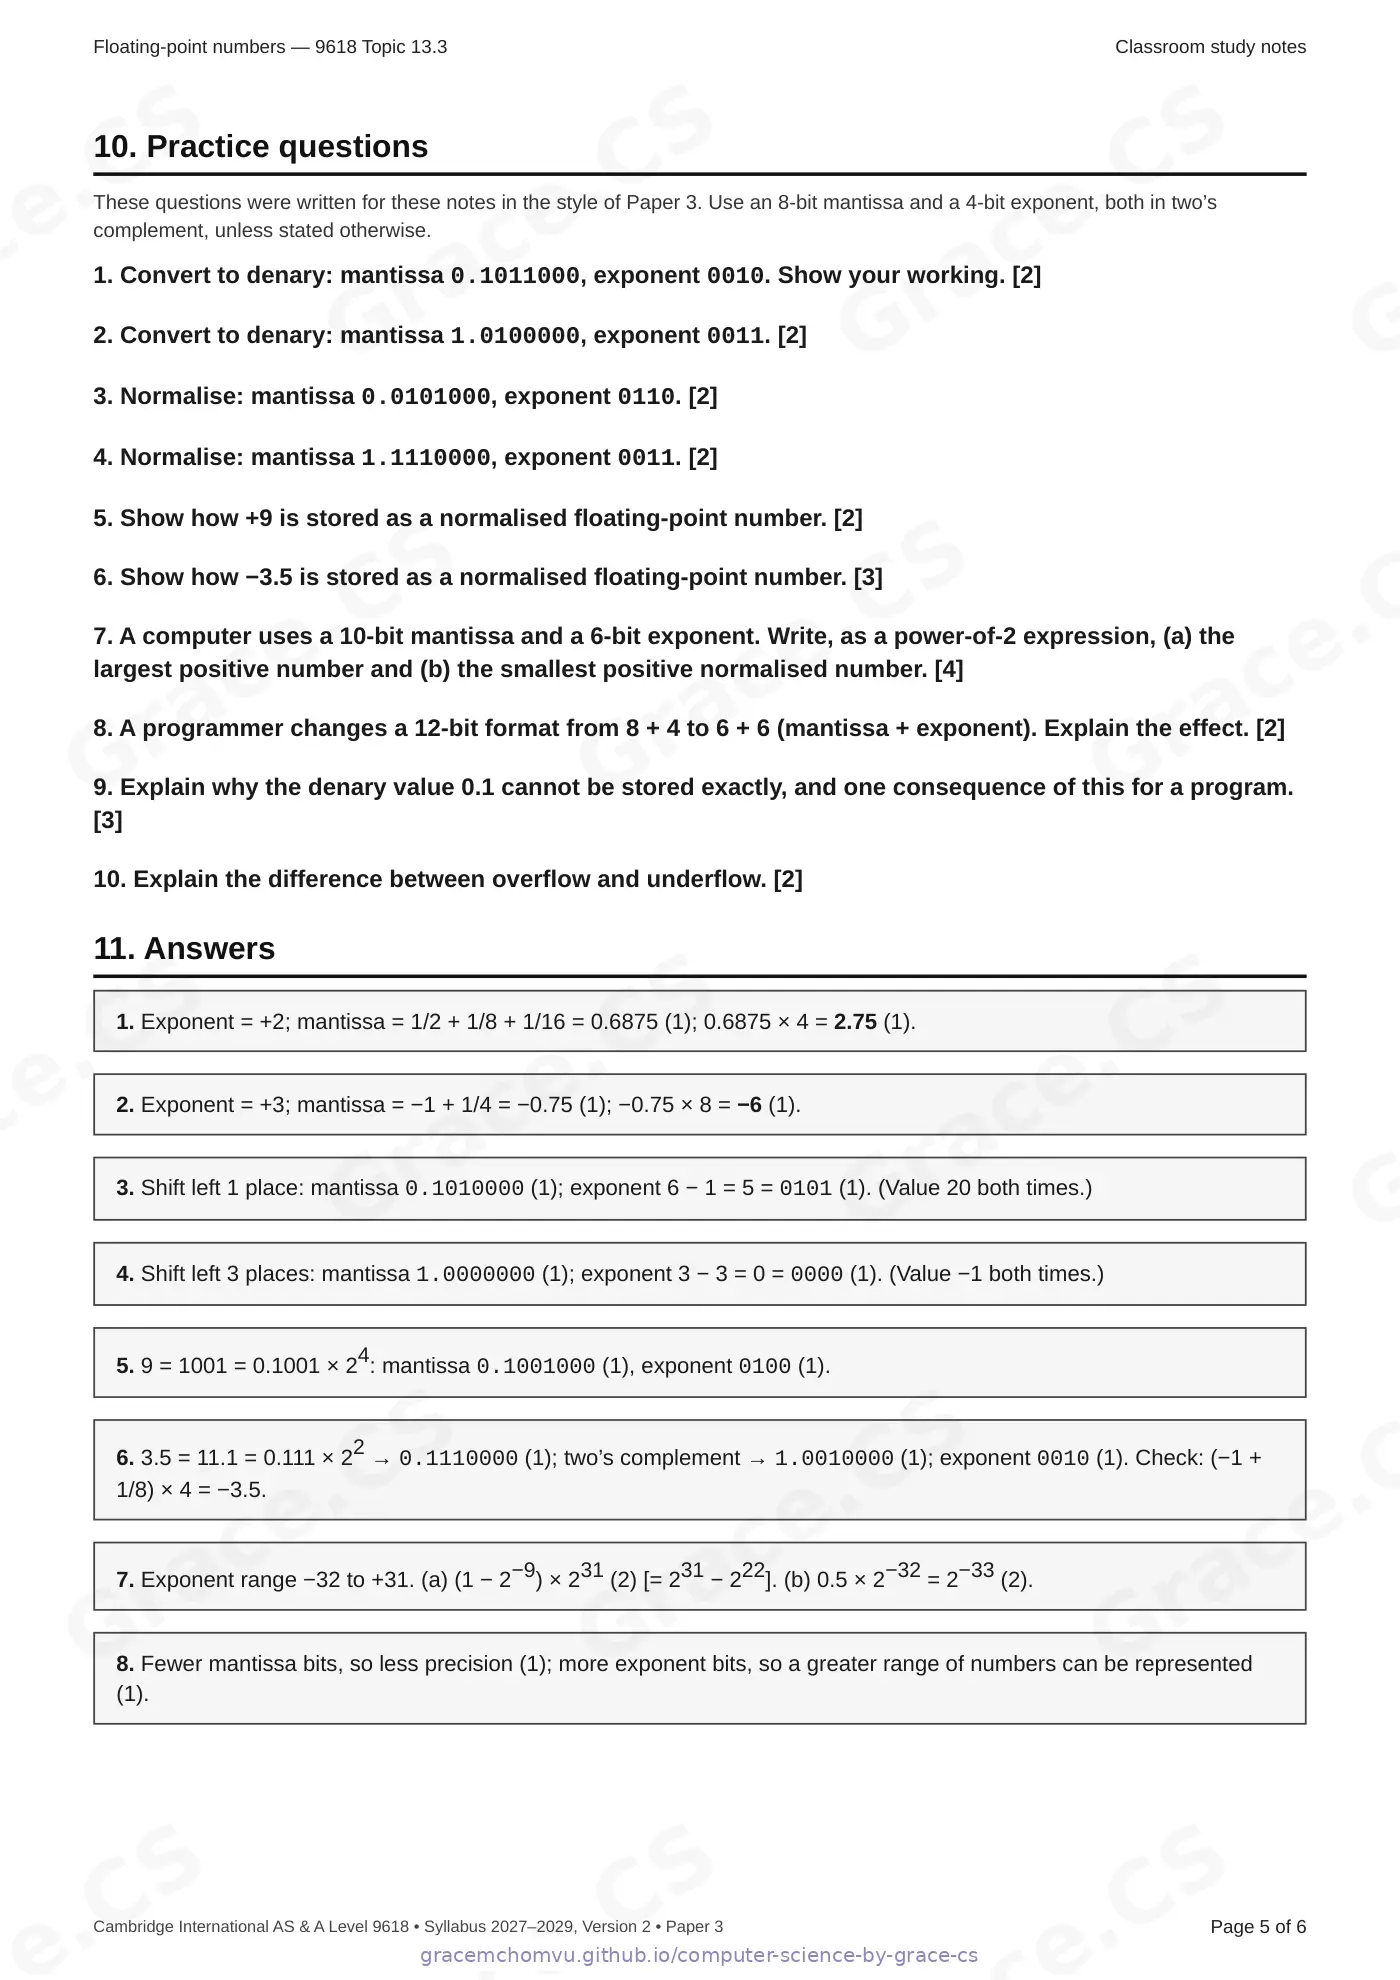 Floating-point numbers — 9618 Topic 13.3 Classroom study notes
10. Practice questions
These questions were written for these notes in the style of Paper 3. Use an 8-bit mantissa and a 4-bit exponent, both in two’s
complement, unless stated otherwise.
1. Convert to denary: mantissa 0.1011000, exponent 0010. Show your working. [2]
2. Convert to denary: mantissa 1.0100000, exponent 0011. [2]
3. Normalise: mantissa 0.0101000, exponent 0110. [2]
4. Normalise: mantissa 1.1110000, exponent 0011. [2]
5. Show how +9 is stored as a normalised floating-point number. [2]
6. Show how −3.5 is stored as a normalised floating-point number. [3]
7. A computer uses a 10-bit mantissa and a 6-bit exponent. Write, as a power-of-2 expression, (a) the
largest positive number and (b) the smallest positive normalised number. [4]
8. A programmer changes a 12-bit format from 8 + 4 to 6 + 6 (mantissa + exponent). Explain the effect. [2]
9. Explain why the denary value 0.1 cannot be stored exactly, and one consequence of this for a program.
[3]
10. Explain the difference between overflow and underflow. [2]
11. Answers
1. Exponent = +2; mantissa = 1/2 + 1/8 + 1/16 = 0.6875 (1); 0.6875 × 4 = 2.75 (1).
2. Exponent = +3; mantissa = −1 + 1/4 = −0.75 (1); −0.75 × 8 = −6 (1).
3. Shift left 1 place: mantissa 0.1010000 (1); exponent 6 − 1 = 5 = 0101 (1). (Value 20 both times.)
4. Shift left 3 places: mantissa 1.0000000 (1); exponent 3 − 3 = 0 = 0000 (1). (Value −1 both times.)
5. 9 = 1001 = 0.1001 × 2⁴: mantissa 0.1001000 (1), exponent 0100 (1).
6. 3.5 = 11.1 = 0.111 × 2² → 0.1110000 (1); two’s complement → 1.0010000 (1); exponent 0010 (1). Check: (−1 +
1/8) × 4 = −3.5.
7. Exponent range −32 to +31. (a) (1 − 2⁻⁹) × 2³¹ (2) [= 2³¹ − 2²²]. (b) 0.5 × 2⁻³² = 2⁻³³ (2).
8. Fewer mantissa bits, so less precision (1); more exponent bits, so a greater range of numbers can be represented
(1).
Cambridge International AS & A Level 9618 • Syllabus 2027–2029, Version 2 • Paper 3 Page 5 of 6
gracemchomvu.github.io/computer-science-by-grace-cs
Grace.CS